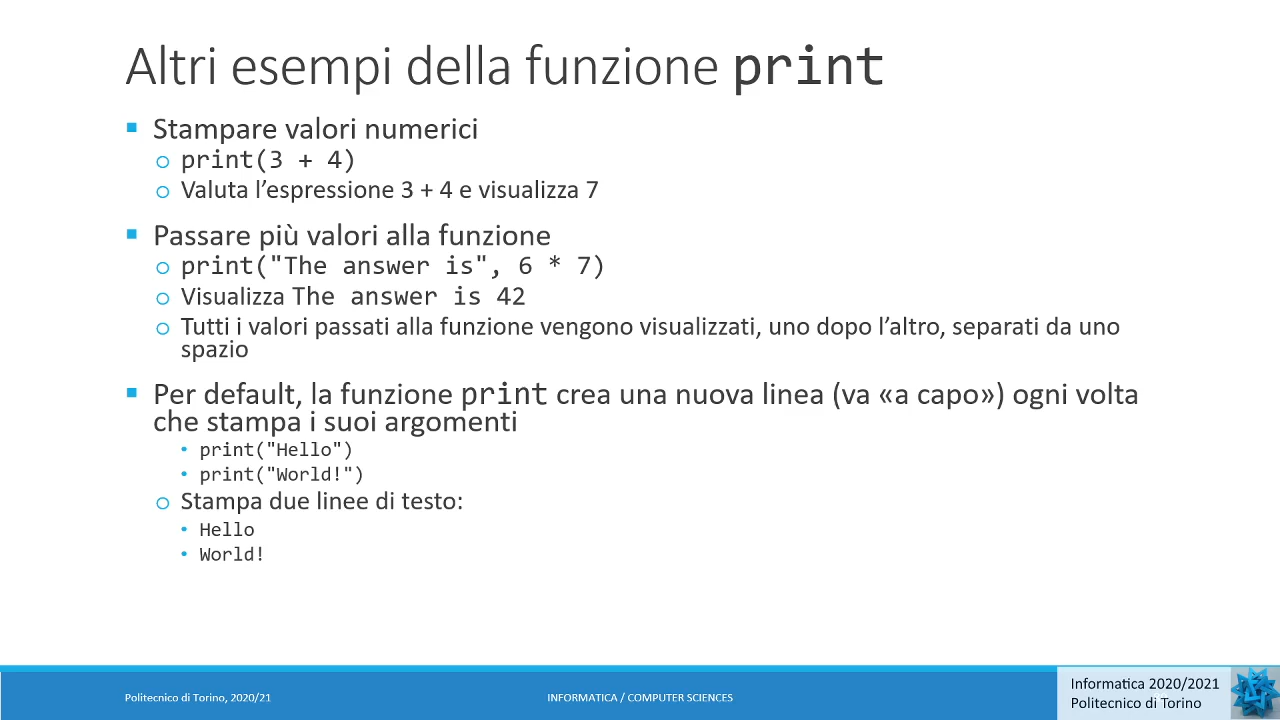 Altri esempi della funzione print
Stampare valori numerici
print(3 + 4)
Valuta l’espressione 3 + 4 e visualizza 7
Passare più valori alla funzione
print("The answer is", 6 * 7)
Visualizza The answer is 42
Tutti i valori passati alla funzione vengono visualizzati, uno dopo l’altro, separati da uno
spazio
Per default, la funzione print crea una nuova linea (va «a capo») ogni volta
che stampa i suoi argomenti
print("Hello")
print("World!")
Stampa due linee di testo:
Hello
World!
Politecnico di Torino, 2020/21
INFORMATICA / COMPUTER SCIENCES
Informatica 2020/2021
Politecnico di Torino